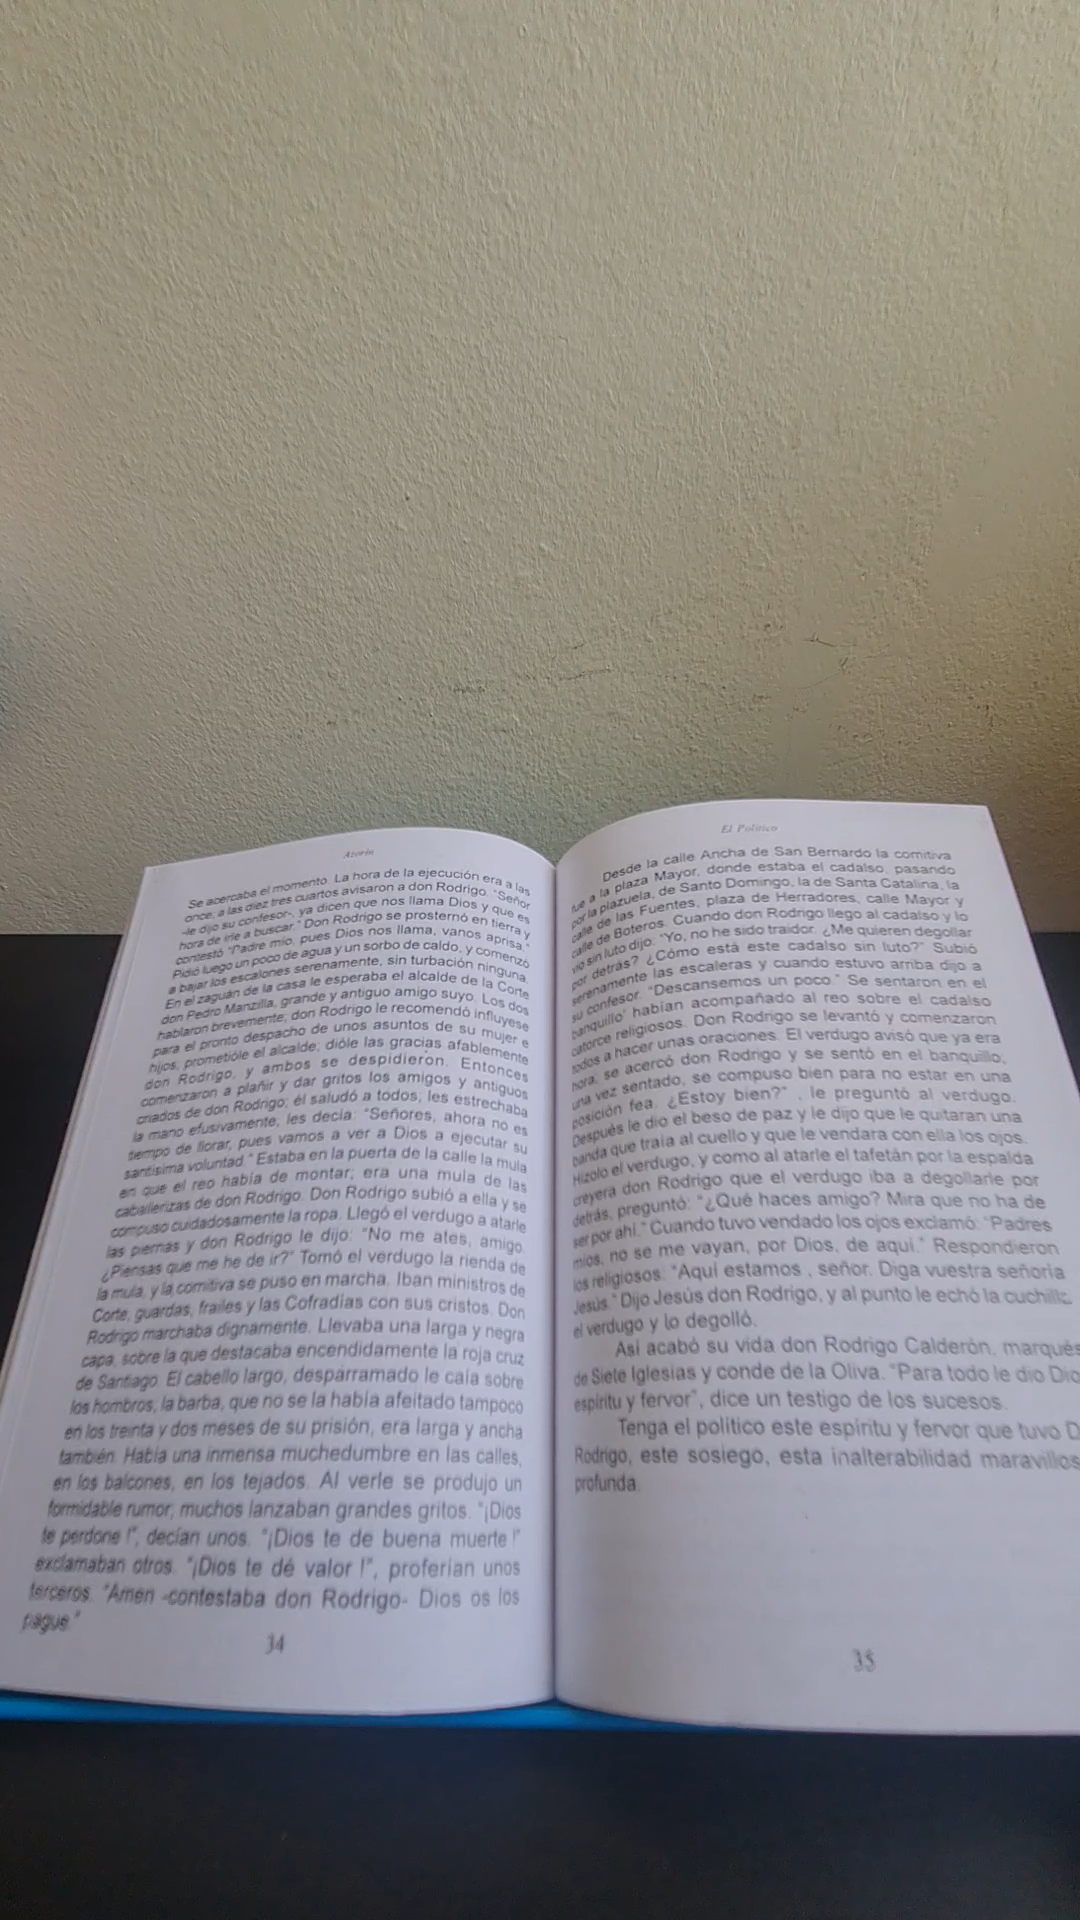 Azorín
Se acercaba el momento. La hora de la ejecución era a las
once, a las diez tres cuartos avisaron a don Rodrigo. "Señor
-le dijo su confesor-, ya dicen que nos llama Dios y que es
hora de irle a buscar." Don Rodrigo se prosternó en tierra y
contestó "Padre mio, pues Dios nos llama, vanos aprisa."
Pidió luego un poco de agua y un sorbo de caldo, y comenzó
a bajar los escalones serenamente, sin turbación ninguna.
En el zaguán de la casa le esperaba el alcalde de la Corte
don Pedro Manzilla, grande y antiguo amigo suyo. Los dos
hablaron brevemente; don Rodrigo le recomendó influyese
para el pronto despacho de unos asuntos de su mujer e
hijos, prometióle el alcalde; dióle las gracias afablemente
don Rodrigo, y ambos se despidieron. Entonces
comenzaron a plañir y dar gritos los amigos y antiguos
criados de don Rodrigo; él saludó a todos, les estrechaba
la mano efusivamente, les decía: "Señores, ahora no es
tiempo de llorar, pues vamos a ver a Dios a ejecutar su
santísima voluntad." Estaba en la puerta de la calle la mula
en que el reo había de montar; era una mula de las
caballerizas de don Rodrigo. Don Rodrigo subió a ella y se
compuso cuidadosamente la ropa. Llegó el verdugo a atarle
las piernas y don Rodrigo le dijo: "No me ates, amigo.
¿Piensas que me he de ir?" Tomó el verdugo la rienda de
la mula, y la comitiva se puso en marcha. Iban ministros de
Corte, guardas, frailes y las Cofradías con sus cristos. Don
Rodrigo marchaba dignamente. Llevaba una larga y negra
capa, sobre la que destacaba encendidamente la roja cruz
de Santiago. El cabello largo, desparramado le caía sobre
los hombros; la barba, que no se la había afeitado tampoco
en los treinta y dos meses de su prisión, era larga y ancha
también. Había una inmensa muchedumbre en las calles,
en los balcones, en los tejados. Al verle se produjo un
formidable rumor; muchos lanzaban grandes gritos. "¡Dios
te perdone !", decían unos. "¡Dios te de buena muerte !"
exclamaban otros. "¡Dios te dé valor !", proferían unos
terceros. "Amén -contestaba don Rodrigo- Dios os los
pague."
34
El Político
Desde la calle Ancha de San Bernardo la comitiva
fue a la plaza Mayor, donde estaba el cadalso, pasando
por la plazuela, de Santo Domingo, la de Santa Catalina, la
calle de las Fuentes, plaza de Herradores, calle Mayor y
calle de Boteros. Cuando don Rodrigo llego al cadalso y lo
vio sin luto dijo: "Yo, no he sido traidor. ¿Me quieren degollar
por detrás? ¿Cómo está este cadalso sin luto?" Subió
serenamente las escaleras y cuando estuvo arriba dijo a
su confesor. "Descansemos un poco." Se sentaron en el
banquillo' habían acompañado al reo sobre el cadalso
catorce religiosos. Don Rodrigo se levantó y comenzaron
todos a hacer unas oraciones. El verdugo avisó que ya era
hora; se acercó don Rodrigo y se sentó en el banquillo;
una vez sentado, se compuso bien para no estar en una
posición fea. ¿Estoy bien?" , le preguntó al verdugo.
Después le dio el beso de paz y le dijo que le quitaran una
banda que traía al cuello y que le vendara con ella los ojos.
Hízolo el verdugo, y como al atarle el tafetán por la espalda
creyera don Rodrigo que el verdugo iba a degollarle por
detrás, preguntó: "¿Qué haces amigo? Mira que no ha de
ser por ahí." Cuando tuvo vendado los ojos exclamó: "Padres
míos, no se me vayan, por Dios, de aquí." Respondieron
los religiosos: "Aquí estamos , señor. Diga vuestra señoría
Jesús." Dijo Jesús don Rodrigo, y al punto le echó la cuchilla
el verdugo y lo degolló.
Así acabó su vida don Rodrigo Calderón, marqués
de Siete Iglesias y conde de la Oliva. "Para todo le dio Dio
espíritu y fervor", dice un testigo de los sucesos.
Tenga el político este espíritu y fervor que tuvo D
Rodrigo, este sosiego, esta inalterabilidad maravillos
profunda.
35